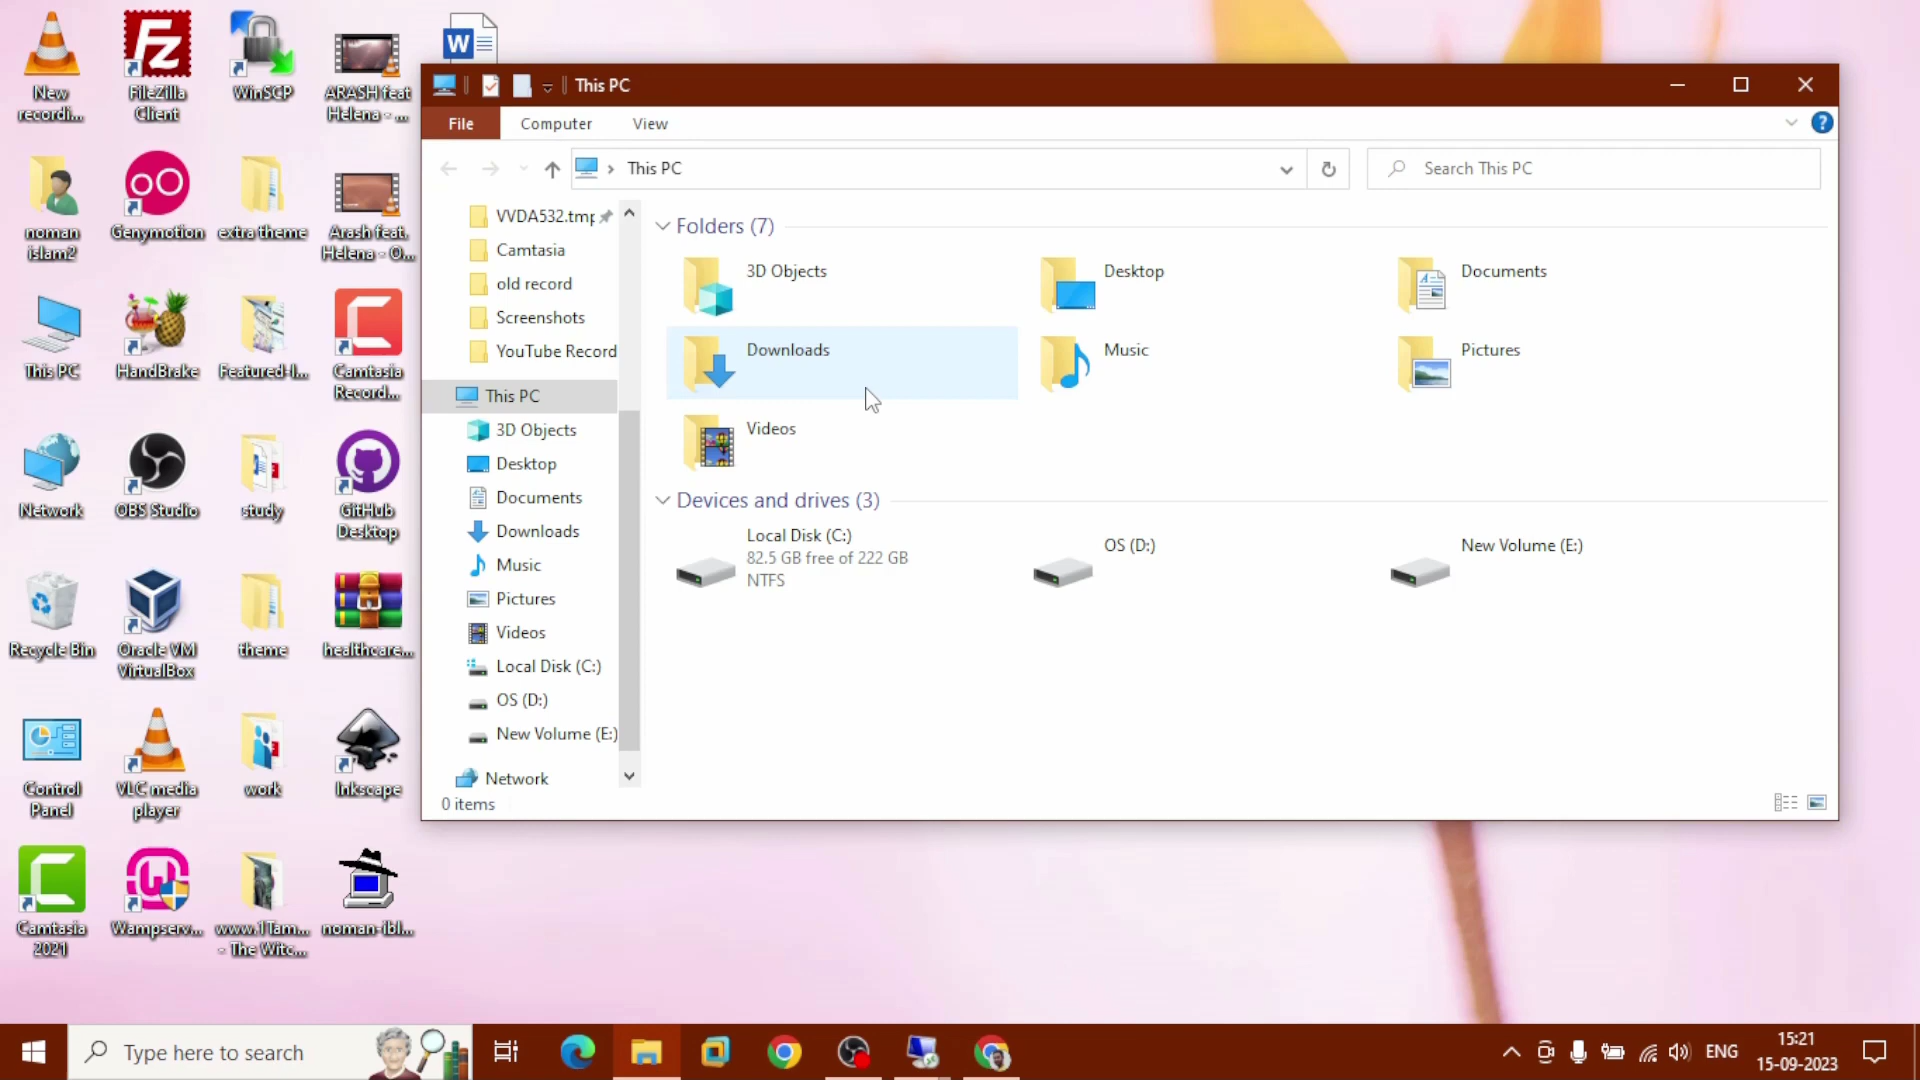 New
recordi...
FileZilla
Client
WinSCP
ARASH feat
Helena - ...
noman
islam2
Genymotion
extra theme
Arash feat.
Helena - O...
This PC
HandBrake
Featured-I...
Camtasia
Record...
Network
OBS Studio
study
GitHub
Desktop
Recycle Bin
Oracle VM
VirtualBox
theme
healthcare...
Control
Panel
VLC media
player
work
Inkscape
Camtasia
2021
Wampserv...
www.1Tam...
- The Witc...
noman-ibl...
This PC
File
Computer
View
This PC
Search This PC
VVDA532.tmp
Camtasia
old record
Screenshots
YouTube Record
This PC
3D Objects
Desktop
Documents
Downloads
Music
Pictures
Videos
Local Disk (C:)
OS (D:)
New Volume (E:)
Network
Folders (7)
3D Objects
Desktop
Documents
Downloads
Music
Pictures
Videos
Devices and drives (3)
Local Disk (C:)
82.5 GB free of 222 GB
NTFS
OS (D:)
New Volume (E:)
0 items
Type here to search
ENG
15:21
15-09-2023